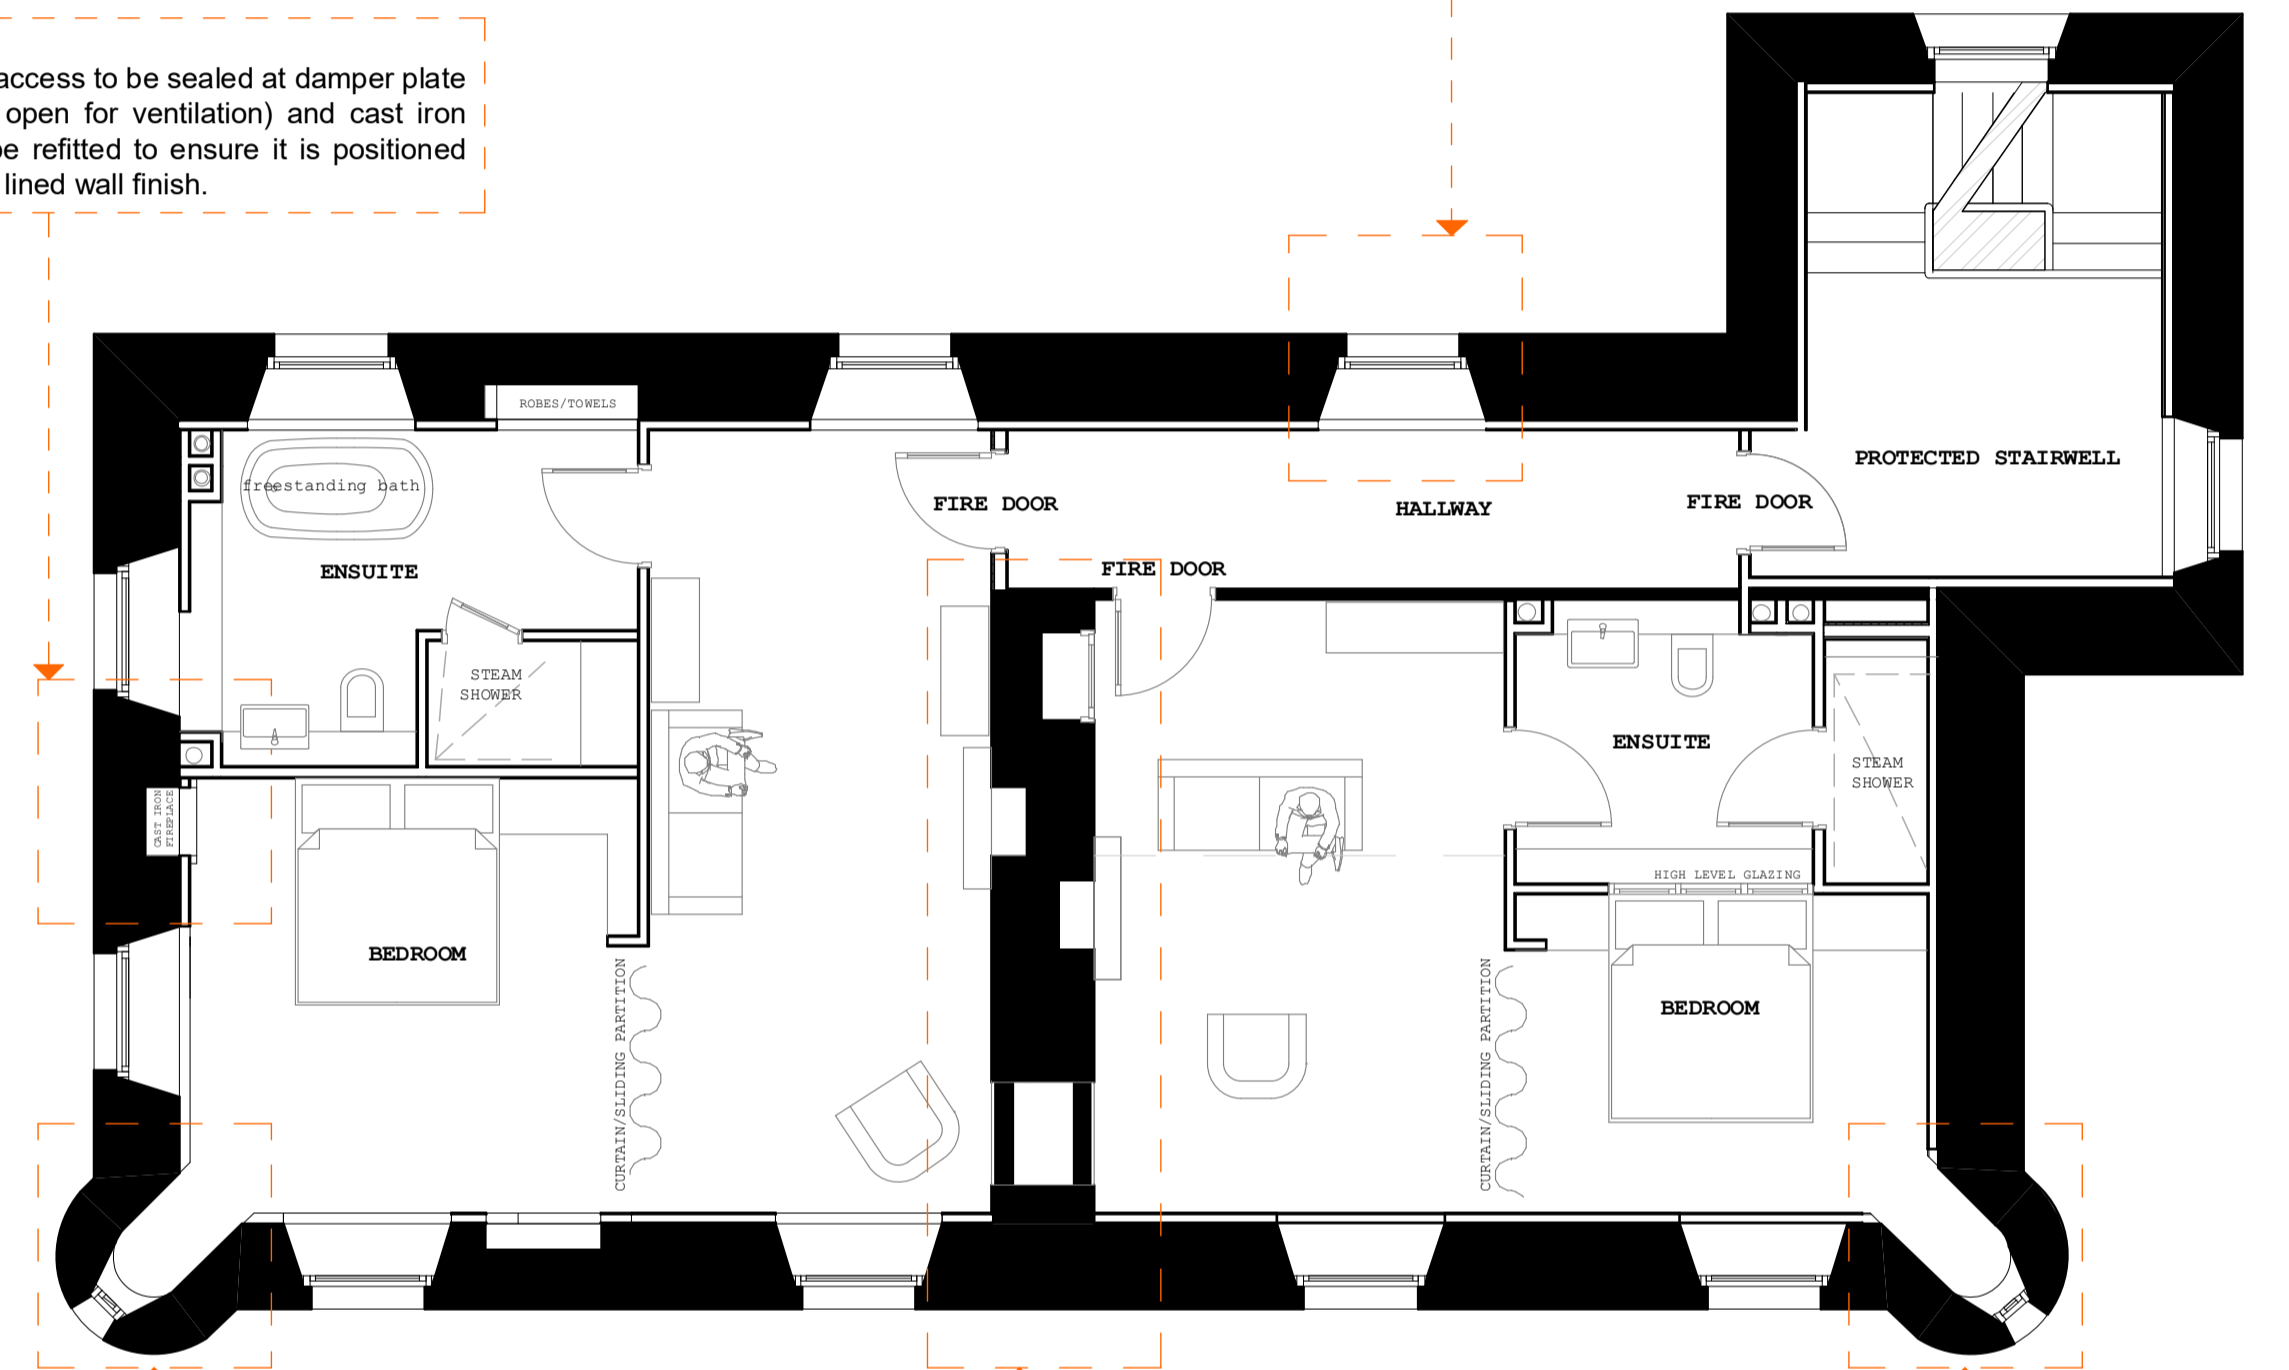 access to be sealed at damper plate
open for ventilation) and cast iron
be refitted to ensure it is positioned
lined wall finish.
ROBES/TOWELS
freestanding bath
ENSUITE
STEAM
SHOWER
FIRE DOOR
FIRE DOOR
HALLWAY
FIRE DOOR
PROTECTED STAIRWELL
CAST IRON
FIREPLACE
BEDROOM
CURTAIN/SLIDING PARTITION
ENSUITE
STEAM
SHOWER
HIGH LEVEL GLAZING
CURTAIN/SLIDING PARTITION
BEDROOM